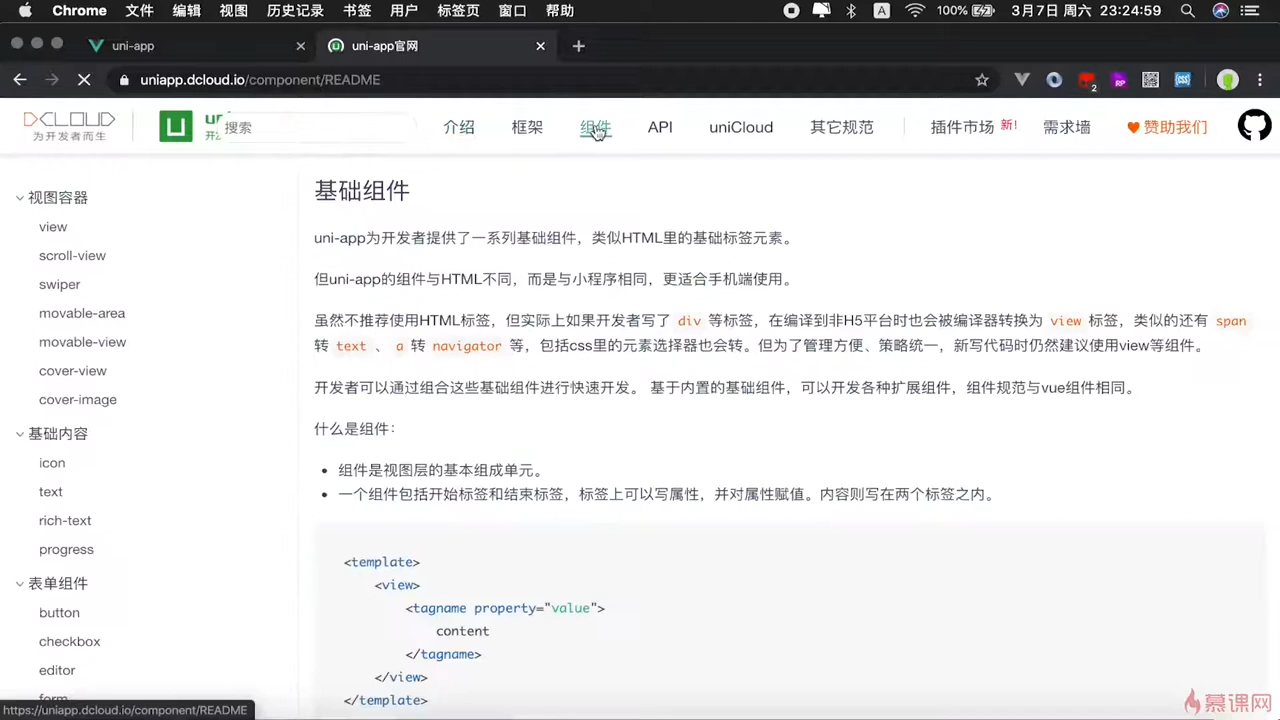 Chrome 文件 编辑 视图 历史记录 书签 用户 标签页 窗口 帮助 A 100% 3月7日 周六 23:24:59
uni-app uni-app官网
uniapp.dcloud.io/component/README RP 2 CSS
DCLOUD
为开发者而生
搜索 介绍 框架 组件 API uniCloud 其它规范 插件市场 新! 需求墙 赞助我们
视图容器
view
scroll-view
swiper
movable-area
movable-view
cover-view
cover-image
基础内容
icon
text
rich-text
progress
表单组件
button
checkbox
editor
form
基础组件
uni-app为开发者提供了一系列基础组件，类似HTML里的基础标签元素。
但uni-app的组件与HTML不同，而是与小程序相同，更适合手机端使用。
虽然不推荐使用HTML标签，但实际上如果开发者写了 div 等标签，在编译到非H5平台时也会被编译器转换为 view 标签，类似的还有 span
转 text 、 a 转 navigator 等，包括css里的元素选择器也会转。但为了管理方便、策略统一，新写代码时仍然建议使用view等组件。
开发者可以通过组合这些基础组件进行快速开发。 基于内置的基础组件，可以开发各种扩展组件，组件规范与vue组件相同。
什么是组件：
• 组件是视图层的基本组成单元。
• 一个组件包括开始标签和结束标签，标签上可以写属性，并对属性赋值。内容则写在两个标签之内。
<template>
<view>
<tagname property="value">
content
</tagname>
</view>
</template>
https://uniapp.dcloud.io/component/README
慕课网